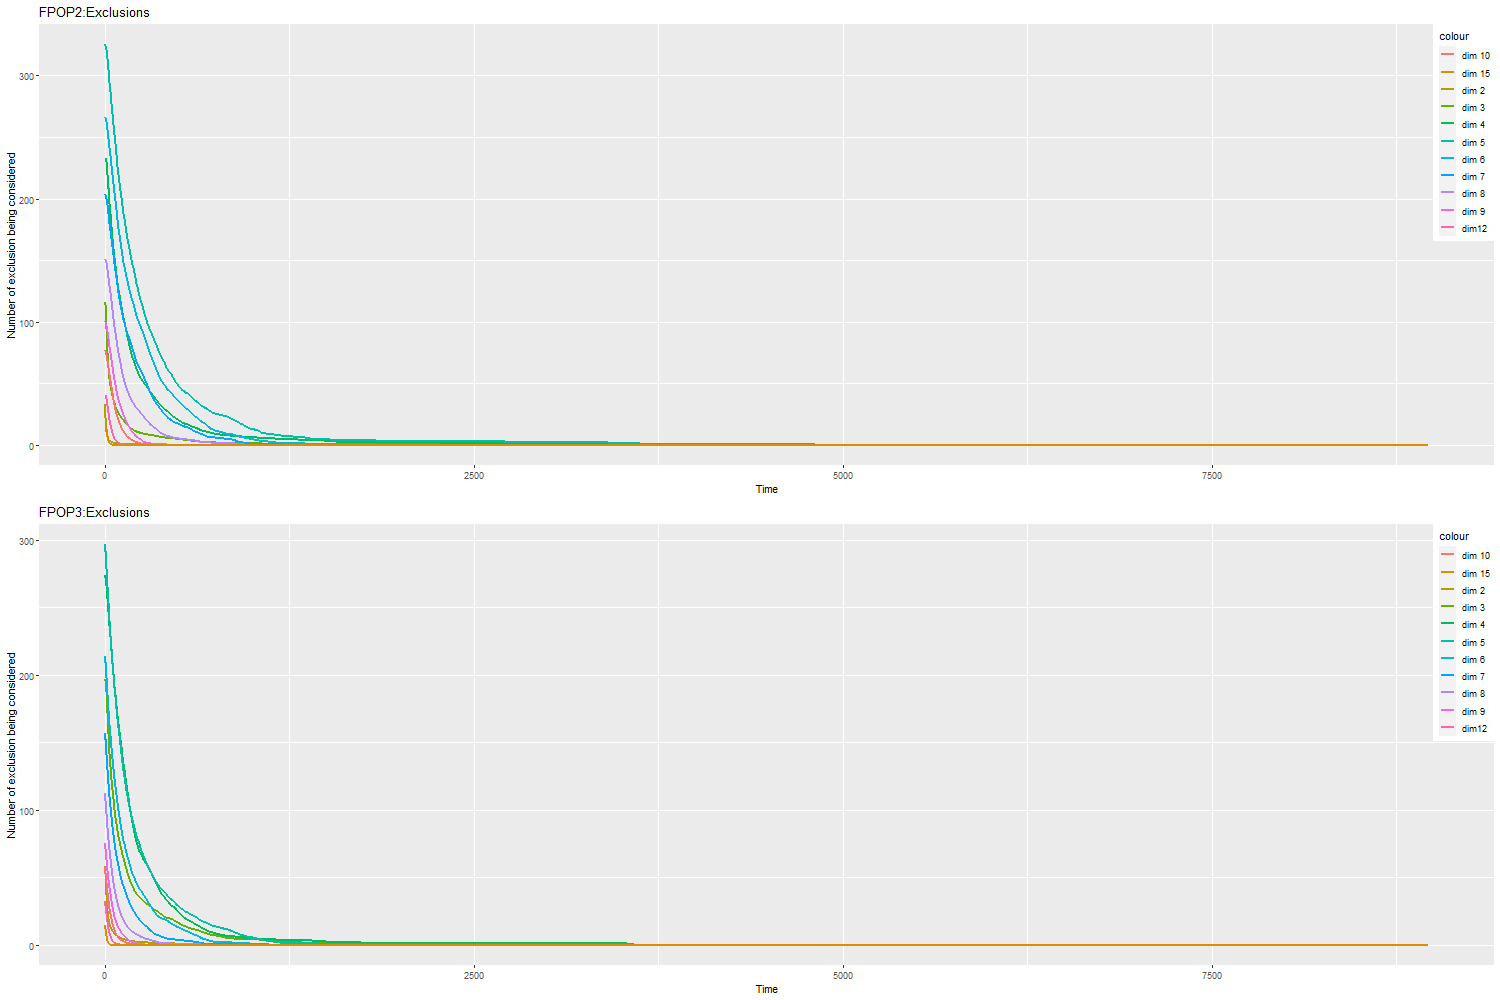 FPOP2:Exclusions
Number of exclusion being considered
300
200
100
0
0
2500
5000
7500
Time
colour
dim 10
dim 15
dim 2
dim 3
dim 4
dim 5
dim 6
dim 7
dim 8
dim 9
dim12
FPOP3:Exclusions
Number of exclusion being considered
300
200
100
0
0
2500
5000
7500
Time
colour
dim 10
dim 15
dim 2
dim 3
dim 4
dim 5
dim 6
dim 7
dim 8
dim 9
dim12